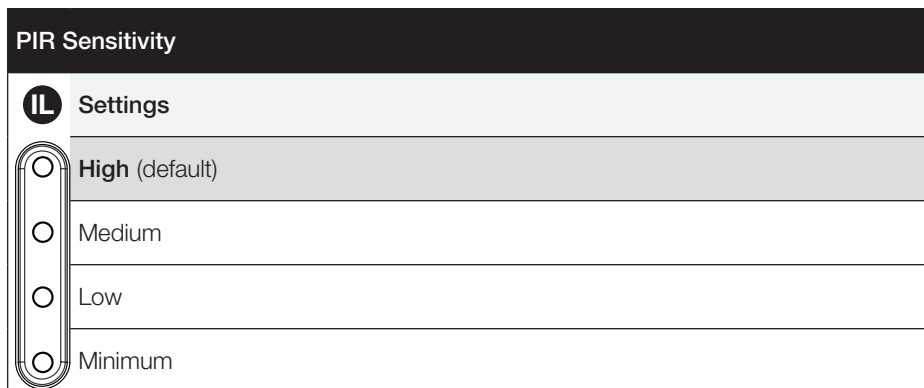 PIR Sensitivity
IL Settings
High (default)
Medium
Low
Minimum